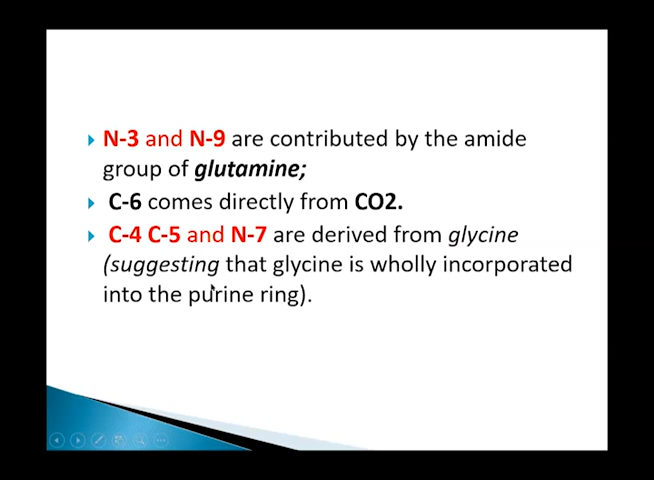 N-3 and N-9 are contributed by the amide
group of glutamine;
C-6 comes directly from CO2.
C-4 C-5 and N-7 are derived from glycine
(suggesting that glycine is wholly incorporated
into the purine ring).